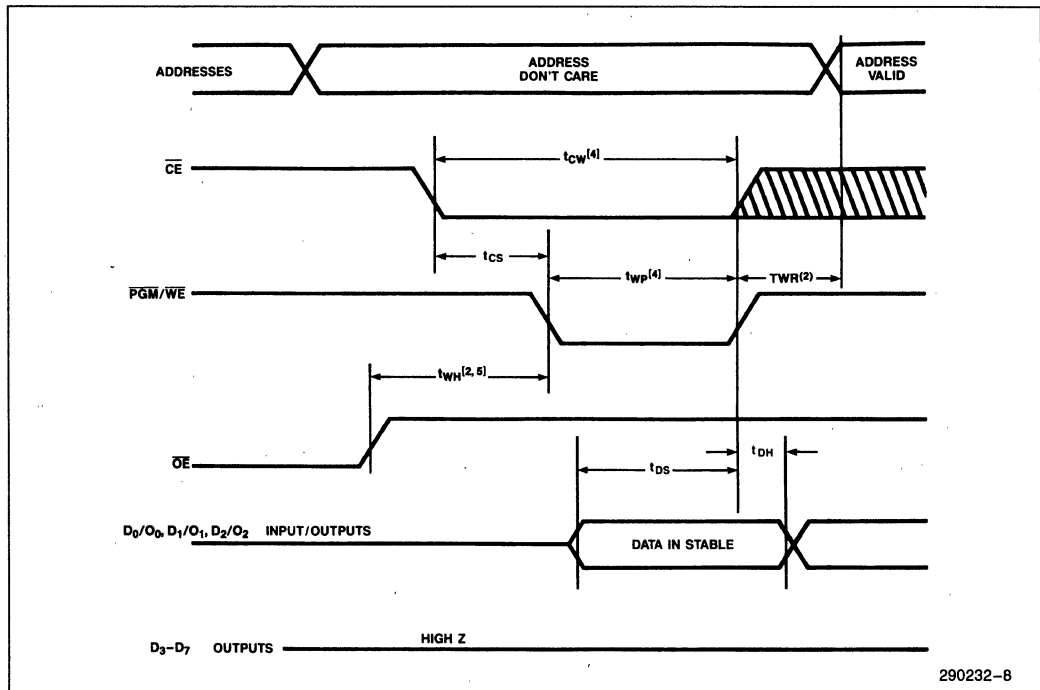 ADDRESSES
ADDRESS
DON'T CARE
ADDRESS
VALID
tCW[4]
CE
tCS
tWP[4]
TWR(2)
PGM/WE
tWH[2, 5]
OE
tDS
tDH
D0/O0, D1/O1, D2/O2 INPUT/OUTPUTS
DATA IN STABLE
D3–D7 OUTPUTS
HIGH Z
290232–8